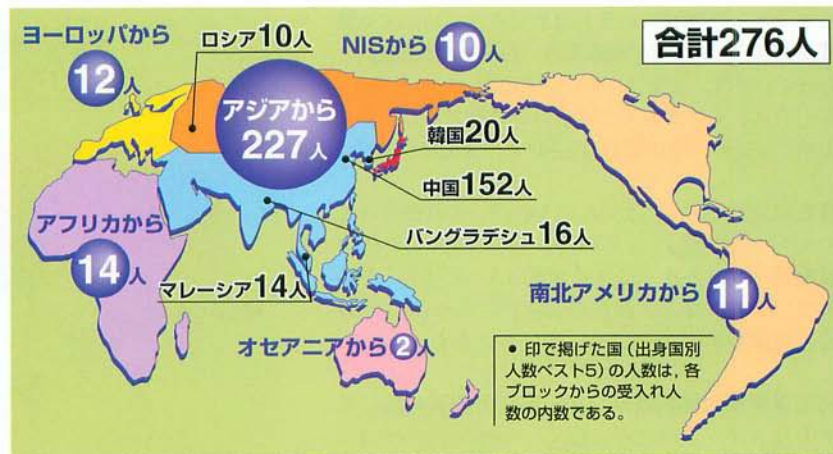 ヨーロッパから
12人
ロシア10人
NISから 10人
合計276人
アジアから
227人
韓国20人
中国152人
バングラデシュ16人
マレーシア14人
アフリカから
14人
南北アメリカから 11人
オセアニアから 2人
● 印で掲げた国(出身国別
人数ベスト5)の人数は,各
ブロックからの受入れ人
数の内数である。